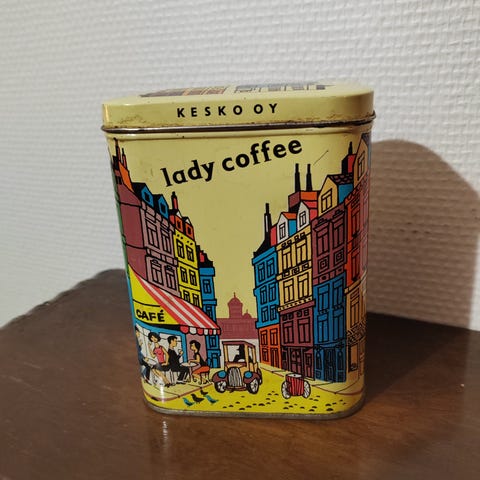 KESKO OY
lady coffee
CAFÉ